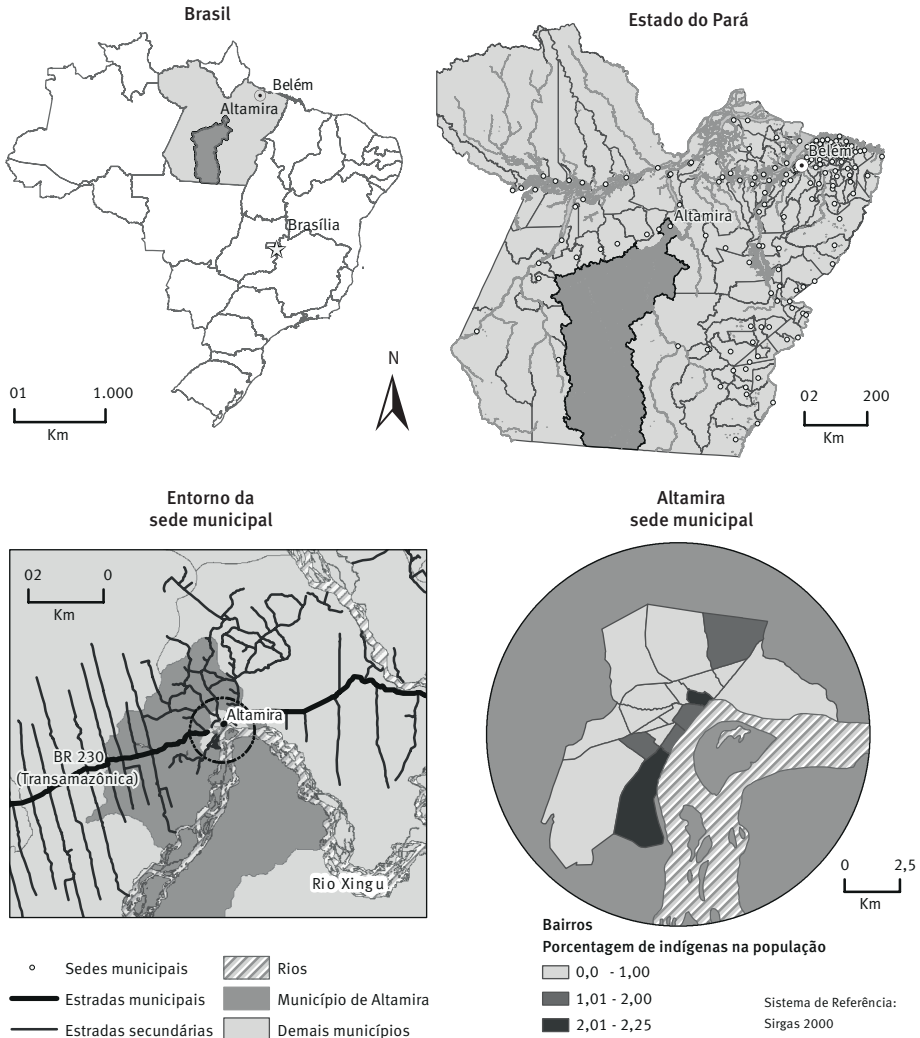 Brasil
Belém
Altamira
Brasília
N
01 1.000
Km
Estado do Pará
Belém
Altamira
02 200
Km
Entorno da
sede municipal
02 0
Km
Altamira
BR 230
(Transamazônica)
Rio Xingu
Altamira
sede municipal
0 2,5
Km
Sedes municipais
Estradas municipais
Estradas secundárias
Rios
Município de Altamira
Demais municípios
Bairros
Porcentagem de indígenas na população
0,0 - 1,00
1,01 - 2,00
2,01 - 2,25
Sistema de Referência:
Sirgas 2000